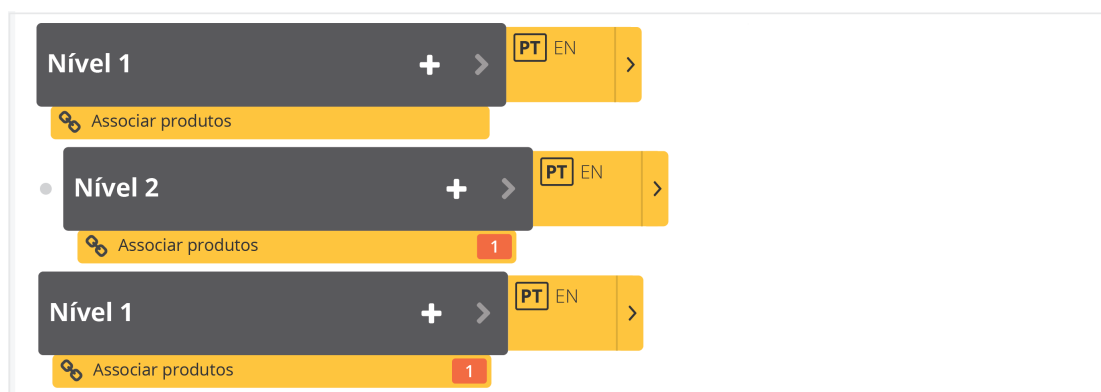 Nível 1 PT EN
Associar produtos
Nível 2 PT EN
Associar produtos 1
Nível 1 PT EN
Associar produtos 1